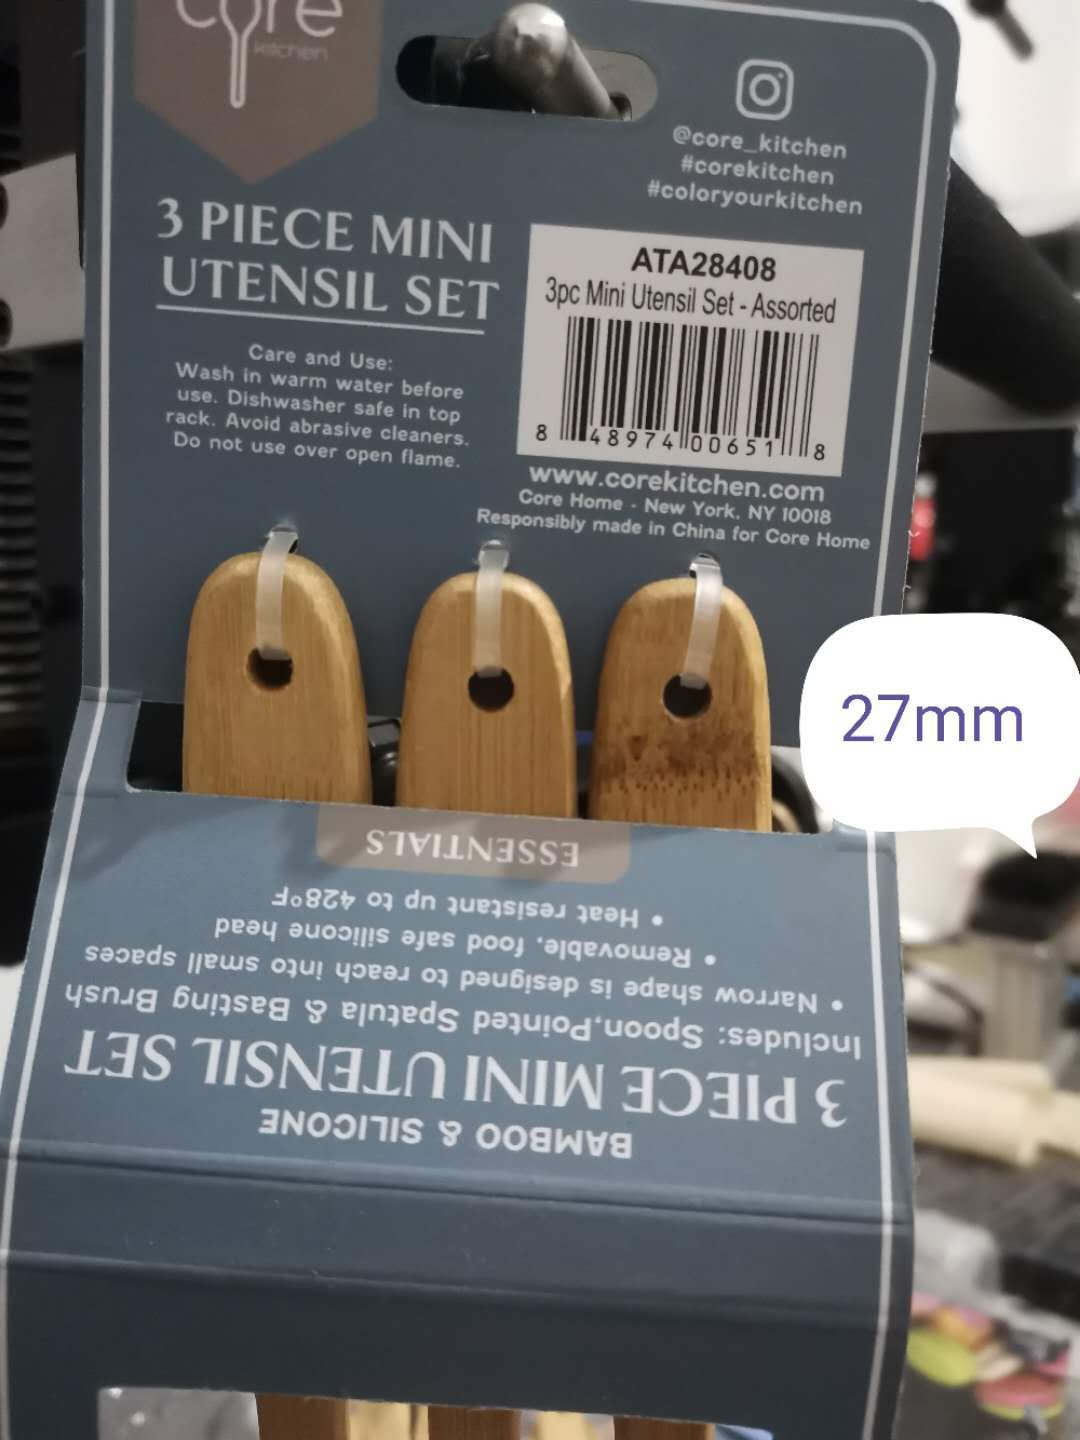 core
kitchen
@core_kitchen
#corekitchen
#coloryourkitchen
3 PIECE MINI
UTENSIL SET
ATA28408
3pc Mini Utensil Set - Assorted
8 48974 00651 8
Care and Use:
Wash in warm water before
use. Dishwasher safe in top
rack. Avoid abrasive cleaners.
Do not use over open flame.
www.corekitchen.com
Core Home - New York, NY 10018
Responsibly made in China for Core Home
27mm
BAMBOO & SILICONE
3 PIECE MINI UTENSIL SET
Includes: Spoon,Pointed Spatula & Basting Brush
• Narrow shape is designed to reach into small spaces
• Removable, food safe silicone head
• Heat resistant up to 428°F
ESSENTIALS